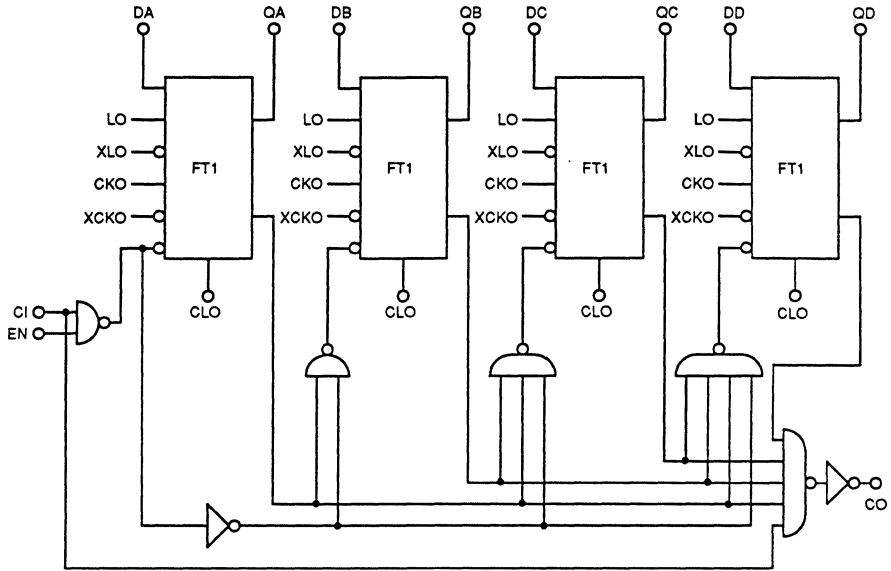 DA QA DB QB DC QC DD QD
LO LO LO LO
XLO XLO XLO XLO
FT1 FT1 FT1 FT1
CKO CKO CKO CKO
XCKO XCKO XCKO XCKO
CLO CLO CLO CLO
CI
EN
CO